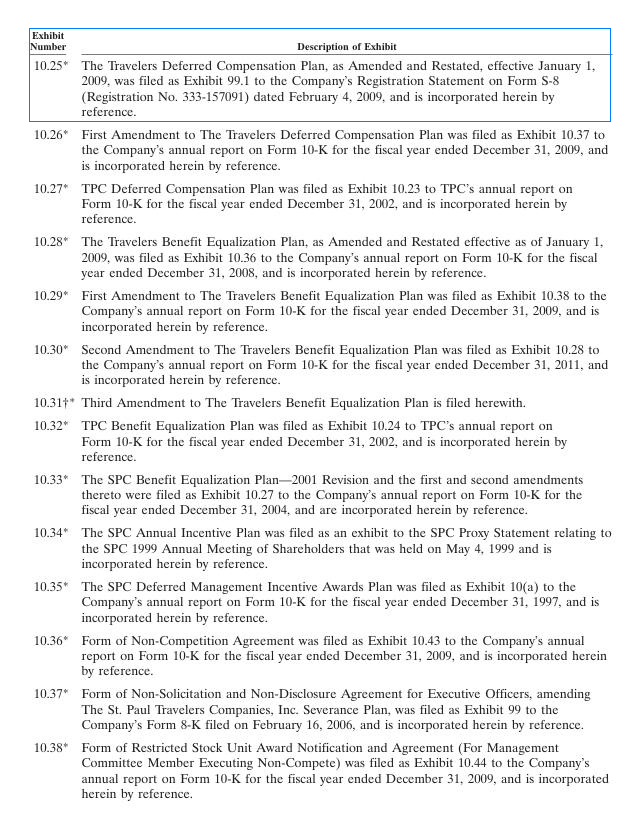 Exhibit
Number Description of Exhibit
10.25* The Travelers Deferred Compensation Plan, as Amended and Restated, effective January 1,
2009, was filed as Exhibit 99.1 to the Company's Registration Statement on Form S-8
(Registration No. 333-157091) dated February 4, 2009, and is incorporated herein by
reference.
10.26* First Amendment to The Travelers Deferred Compensation Plan was filed as Exhibit 10.37 to
the Company's annual report on Form 10-K for the fiscal year ended December 31, 2009, and
is incorporated herein by reference.
10.27* TPC Deferred Compensation Plan was filed as Exhibit 10.23 to TPC's annual report on
Form 10-K for the fiscal year ended December 31, 2002, and is incorporated herein by
reference.
10.28* The Travelers Benefit Equalization Plan, as Amended and Restated effective as of January 1,
2009, was filed as Exhibit 10.36 to the Company's annual report on Form 10-K for the fiscal
year ended December 31, 2008, and is incorporated herein by reference.
10.29* First Amendment to The Travelers Benefit Equalization Plan was filed as Exhibit 10.38 to the
Company's annual report on Form 10-K for the fiscal year ended December 31, 2009, and is
incorporated herein by reference.
10.30* Second Amendment to The Travelers Benefit Equalization Plan was filed as Exhibit 10.28 to
the Company's annual report on Form 10-K for the fiscal year ended December 31, 2011, and
is incorporated herein by reference.
10.31†* Third Amendment to The Travelers Benefit Equalization Plan is filed herewith.
10.32* TPC Benefit Equalization Plan was filed as Exhibit 10.24 to TPC's annual report on
Form 10-K for the fiscal year ended December 31, 2002, and is incorporated herein by
reference.
10.33* The SPC Benefit Equalization Plan—2001 Revision and the first and second amendments
thereto were filed as Exhibit 10.27 to the Company's annual report on Form 10-K for the
fiscal year ended December 31, 2004, and are incorporated herein by reference.
10.34* The SPC Annual Incentive Plan was filed as an exhibit to the SPC Proxy Statement relating to
the SPC 1999 Annual Meeting of Shareholders that was held on May 4, 1999 and is
incorporated herein by reference.
10.35* The SPC Deferred Management Incentive Awards Plan was filed as Exhibit 10(a) to the
Company's annual report on Form 10-K for the fiscal year ended December 31, 1997, and is
incorporated herein by reference.
10.36* Form of Non-Competition Agreement was filed as Exhibit 10.43 to the Company's annual
report on Form 10-K for the fiscal year ended December 31, 2009, and is incorporated herein
by reference.
10.37* Form of Non-Solicitation and Non-Disclosure Agreement for Executive Officers, amending
The St. Paul Travelers Companies, Inc. Severance Plan, was filed as Exhibit 99 to the
Company's Form 8-K filed on February 16, 2006, and is incorporated herein by reference.
10.38* Form of Restricted Stock Unit Award Notification and Agreement (For Management
Committee Member Executing Non-Compete) was filed as Exhibit 10.44 to the Company's
annual report on Form 10-K for the fiscal year ended December 31, 2009, and is incorporated
herein by reference.